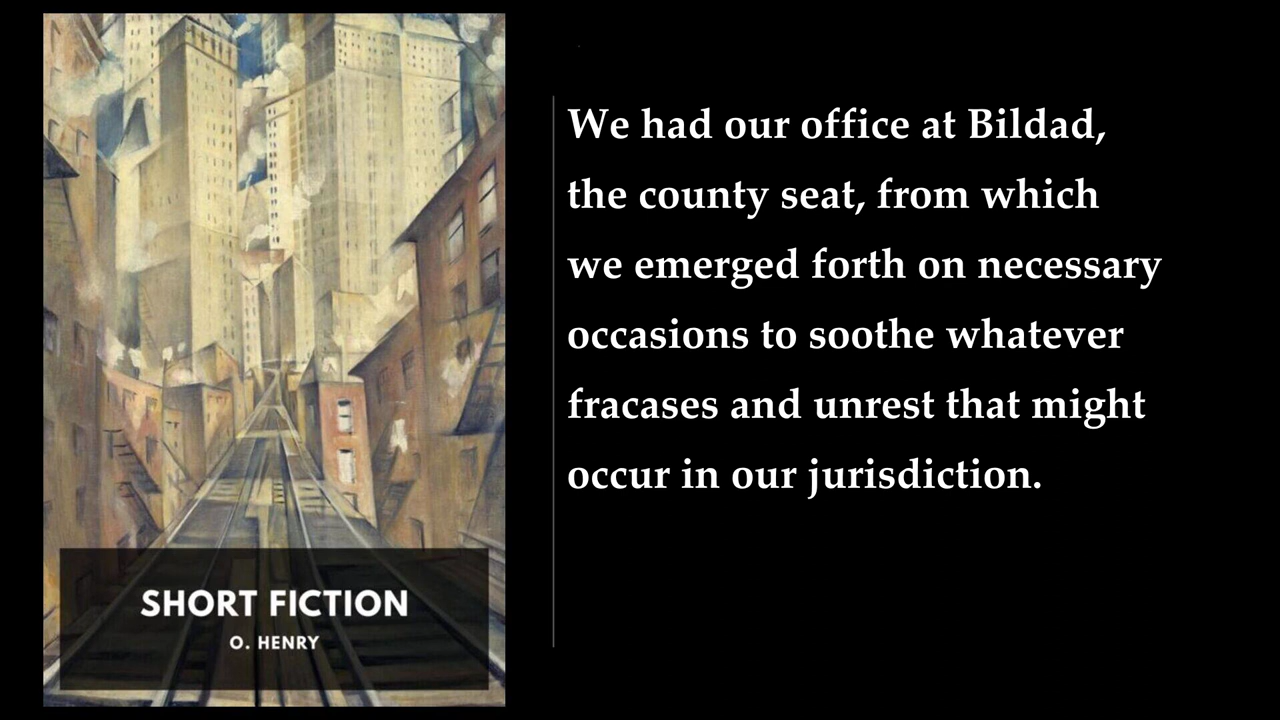 SHORT FICTION
O. HENRY
We had our office at Bildad,
the county seat, from which
we emerged forth on necessary
occasions to soothe whatever
fracases and unrest that might
occur in our jurisdiction.